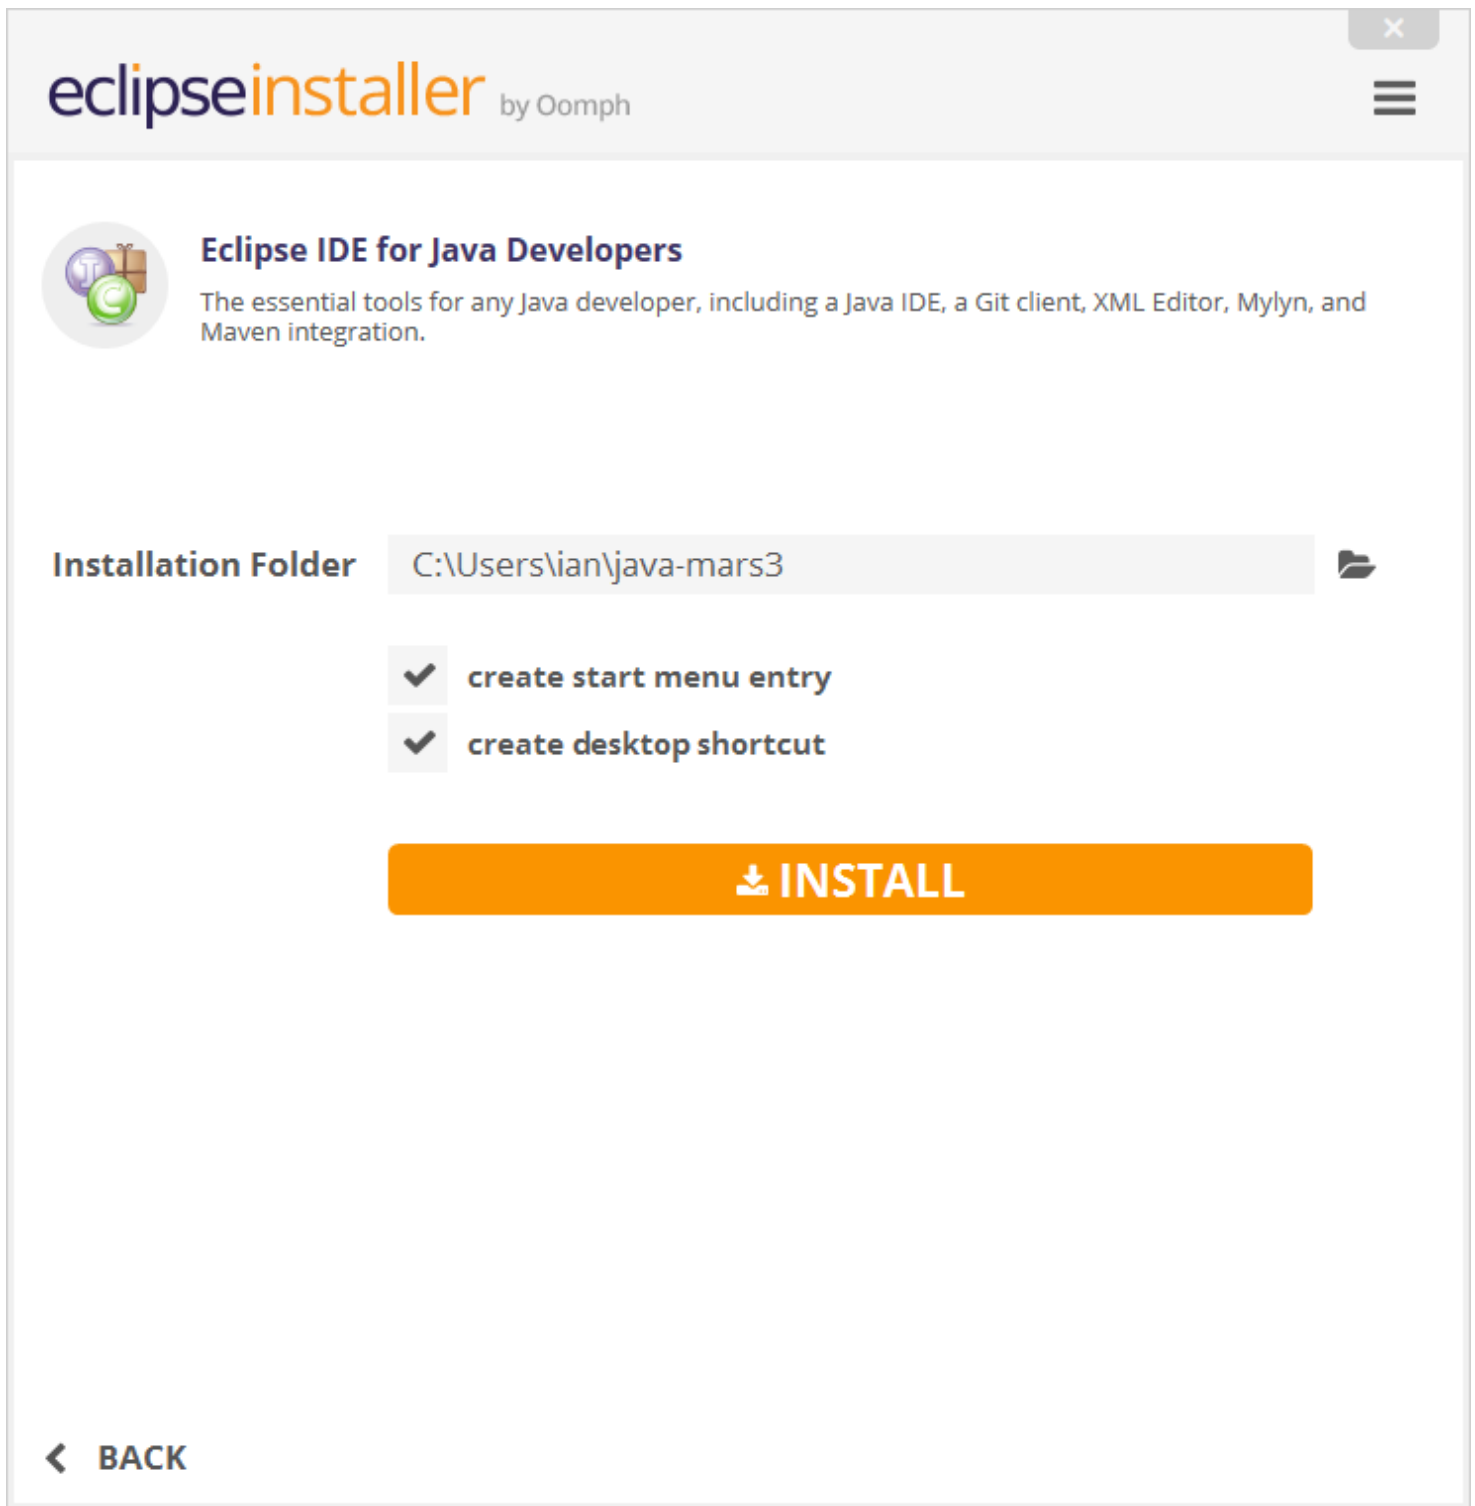 eclipseinstaller by Oomph
Eclipse IDE for Java Developers
The essential tools for any Java developer, including a Java IDE, a Git client, XML Editor, Mylyn, and
Maven integration.
Installation Folder C:\Users\ian\java-mars3
create start menu entry
create desktop shortcut
INSTALL
BACK